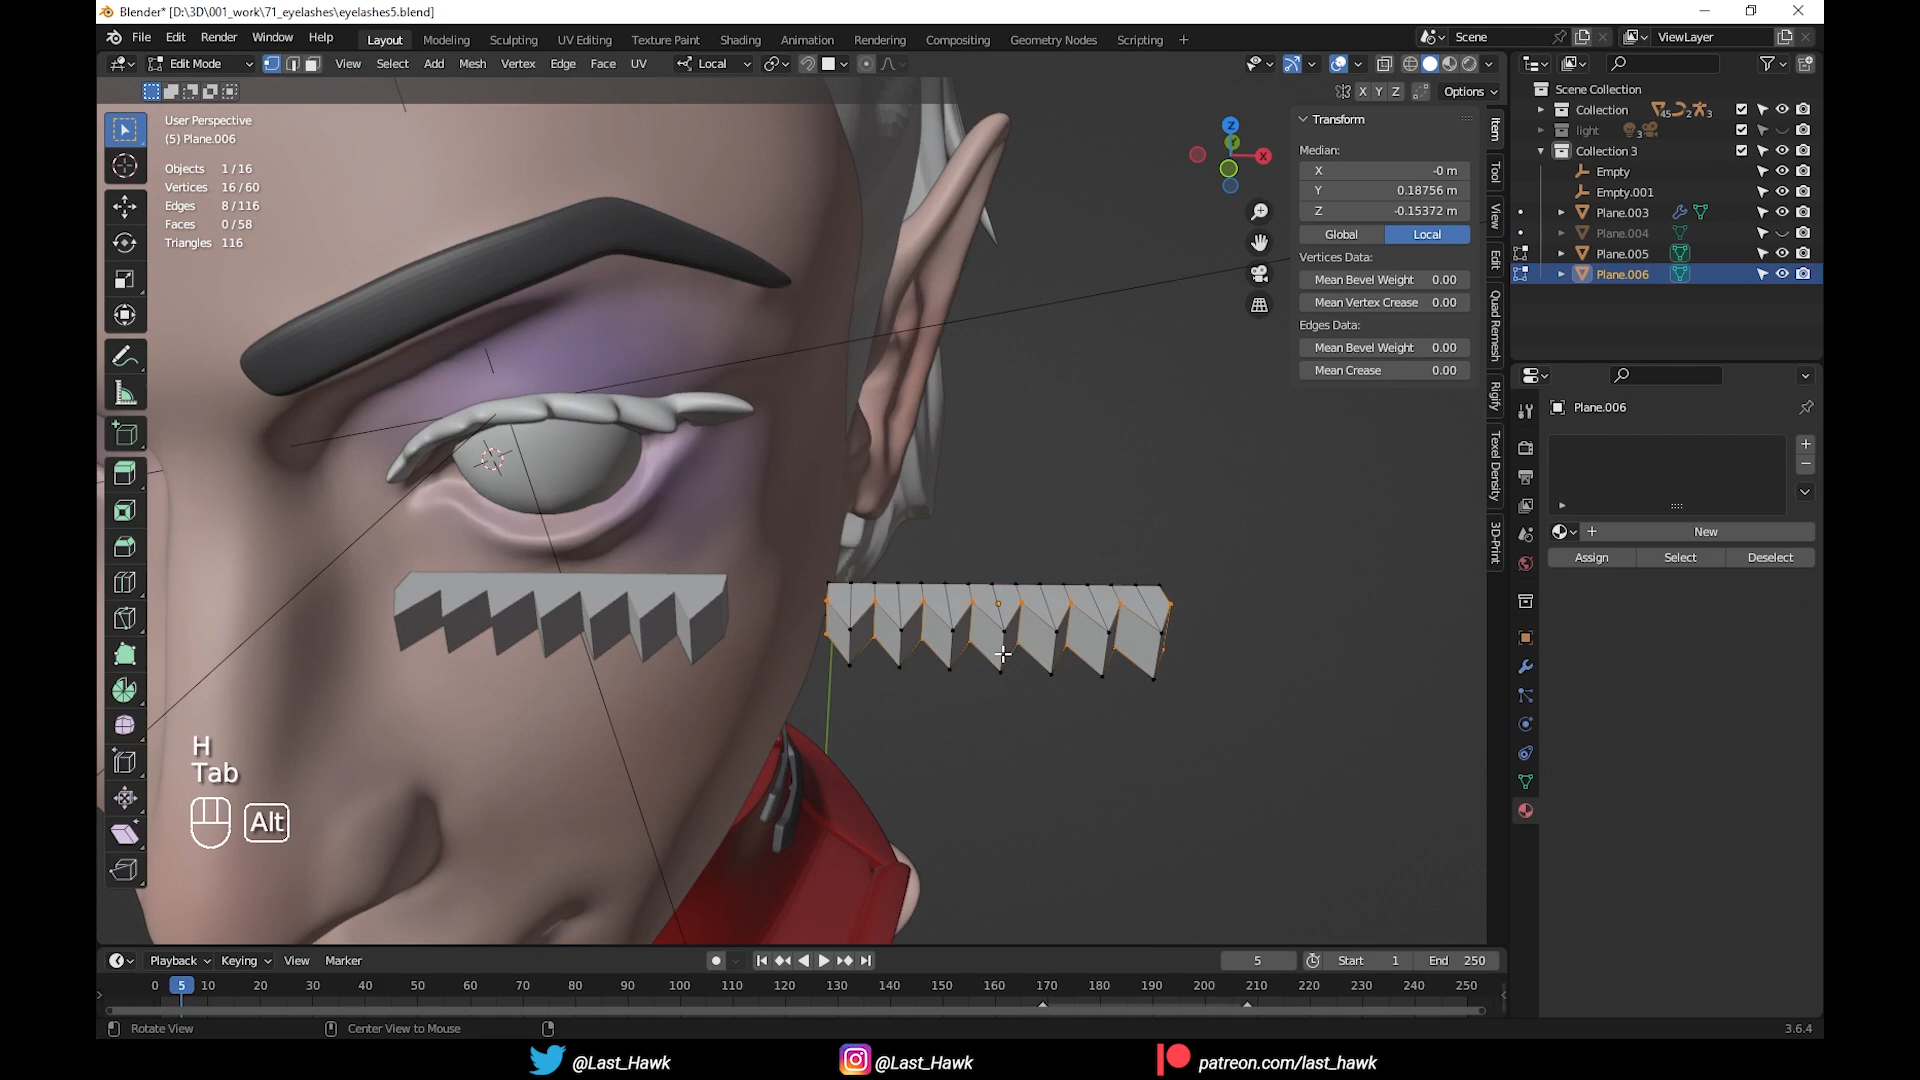 Blender* [D:\3D\001_work\71_eyelashes\eyelashes5.blend]
File Edit Render Window Help Layout Modeling Sculpting UV Editing Texture Paint Shading Animation Rendering Compositing Geometry Nodes Scripting + Scene ViewLayer
Edit Mode View Select Add Mesh Vertex Edge Face UV Local
X Y Z Options
User Perspective
(5) Plane.006
Objects 1/16
Vertices 16/60
Edges 8/116
Faces 0/58
Triangles 116
Z
Y
X
Transform
Median:
X -0 m
Y 0.18756 m
Z -0.15372 m
Global Local
Vertices Data:
Mean Bevel Weight 0.00
Mean Vertex Crease 0.00
Edges Data:
Mean Bevel Weight 0.00
Mean Crease 0.00
Item
Tool
View
Edit
Quad Remesh
Rigify
Texel Density
3D-Print
Scene Collection
Collection 45 2 3
light 3
Collection 3
Empty
Empty.001
Plane.003
Plane.004
Plane.005
Plane.006
Plane.006
New
Assign Select Deselect
H
Tab
Alt
Playback Keying View Marker 5 Start 1 End 250
0 5 10 20 30 40 50 60 70 80 90 100 110 120 130 140 150 160 170 180 190 200 210 220 230 240 250
Rotate View Center View to Mouse 3.6.4
@Last_Hawk @Last_Hawk patreon.com/last_hawk